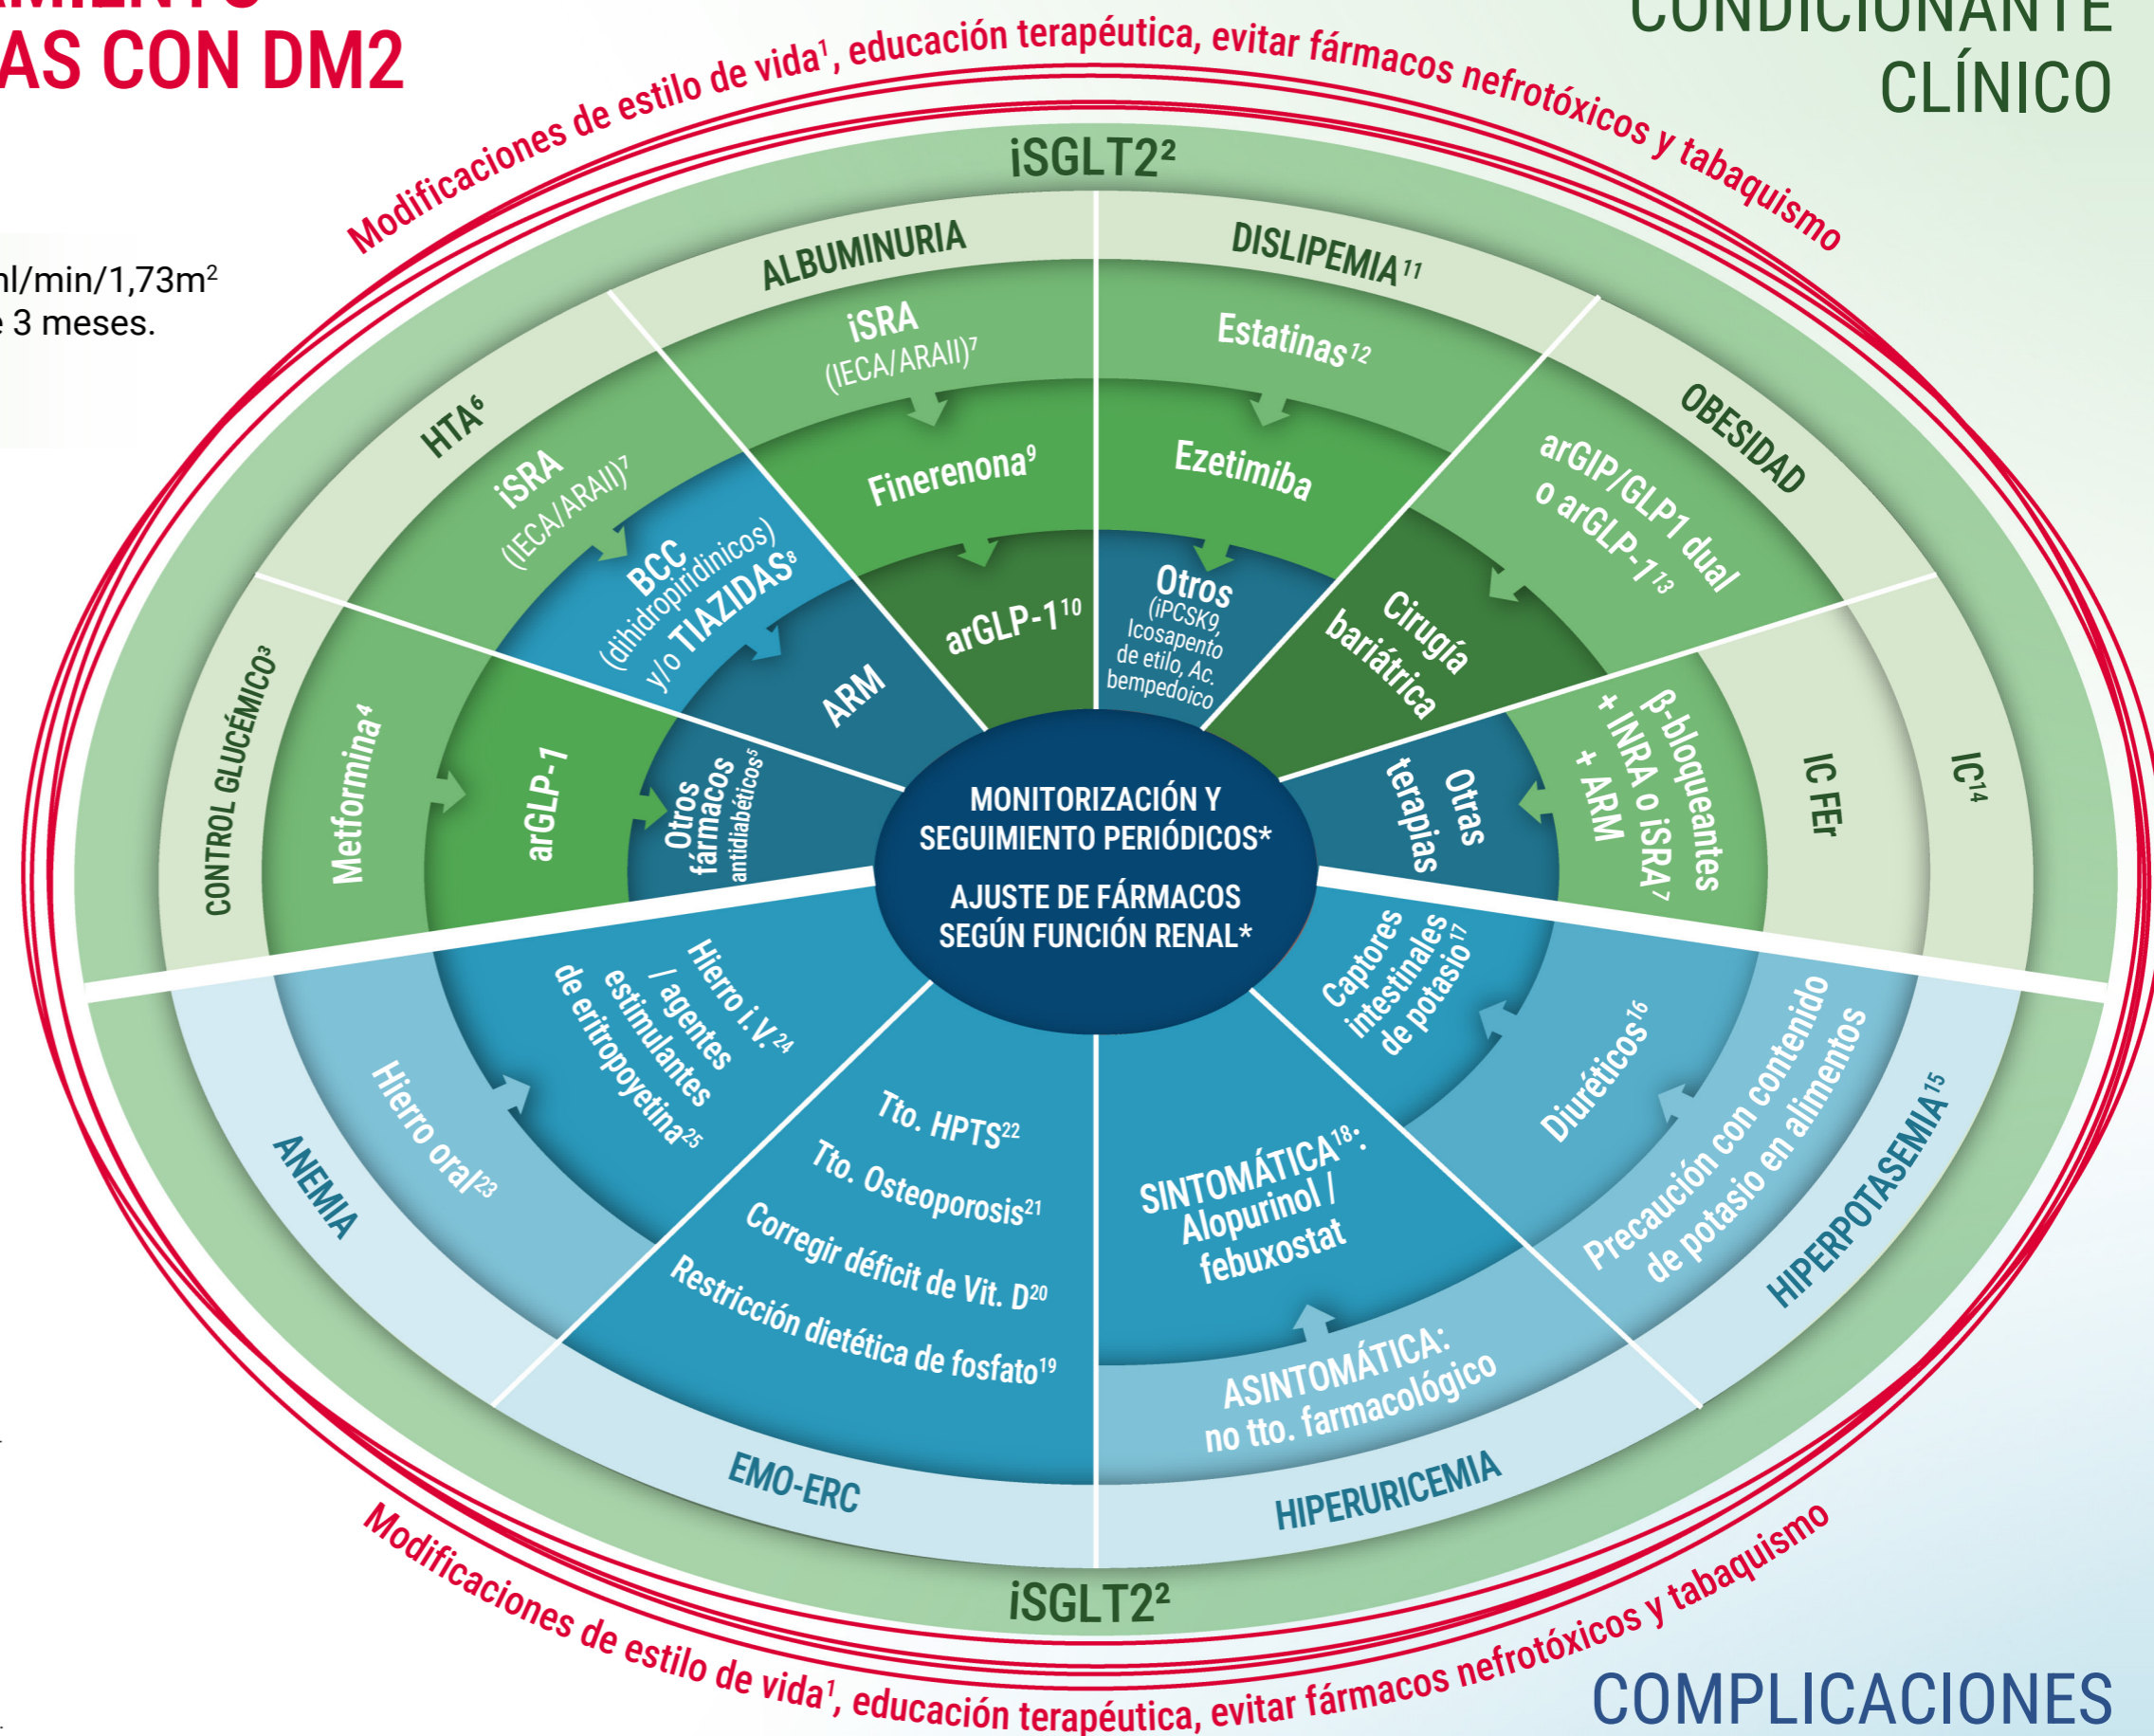 AS CON DM2
CONDICIONANTE
CLÍNICO
ml/min/1,73m²
e 3 meses.
Modificaciones de estilo de vida¹, educación terapéutica, evitar fármacos nefrotóxicos y tabaquismo
iSGLT2²
CONTROL GLUCÉMICO³
Metformina⁴
arGLP-1
Otros
fármacos
antidiabéticos⁵
HTA⁶
iSRA
(IECA/ARAII)⁷
BCC
(dihidropiridinicos)
y/o TIAZIDAS⁸
ARM
ALBUMINURIA
iSRA
(IECA/ARAII)⁷
Finerenona⁹
arGLP-1¹⁰
DISLIPEMIA¹¹
Estatinas¹²
Ezetimiba
Otros
(iPCSK9,
Icosapento
de etilo, Ac.
bempedoico
OBESIDAD
arGIP/GLP1 dual
o arGLP-1¹³
Cirugía
bariátrica
IC¹⁴
IC FEr
β-bloqueantes
+ INRA o iSRA⁷
+ ARM
Otras
terapias
MONITORIZACIÓN Y
SEGUIMIENTO PERIÓDICOS*
AJUSTE DE FÁRMACOS
SEGÚN FUNCIÓN RENAL*
HIPERPOTASEMIA¹⁵
Precaución con contenido
de potasio en alimentos
Diuréticos¹⁶
Captores
intestinales
de potasio¹⁷
SINTOMÁTICA¹⁸:
Alopurinol /
febuxostat
ASINTOMÁTICA:
no tto. farmacológico
HIPERURICEMIA
Tto. HPTS²²
Tto. Osteoporosis²¹
Corregir déficit de Vit. D²⁰
Restricción dietética de fosfato¹⁹
EMO-ERC
Hierro i.V.²⁴
/ agentes
estimulantes
de eritropoyetina²⁵
Hierro oral²³
ANEMIA
iSGLT2²
Modificaciones de estilo de vida¹, educación terapéutica, evitar fármacos nefrotóxicos y tabaquismo
COMPLICACIONES